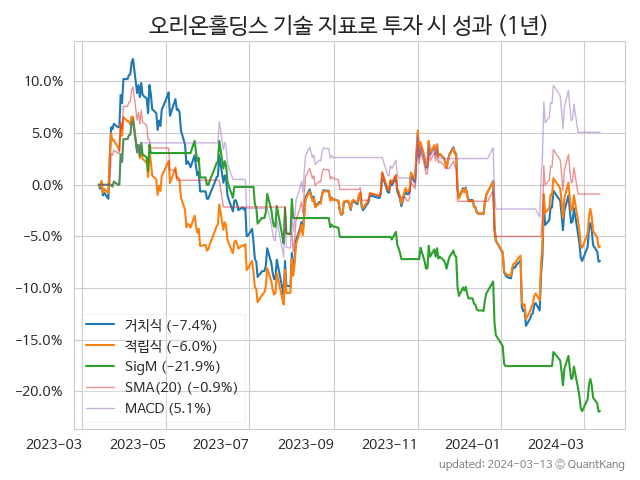 오리온홀딩스 기술 지표로 투자 시 성과 (1년)
10.0%
5.0%
0.0%
−5.0%
−10.0%
−15.0%
−20.0%
거치식 (−7.4%)
적립식 (−6.0%)
SigM (−21.9%)
SMA(20) (−0.9%)
MACD (5.1%)
2023-03 2023-05 2023-07 2023-09 2023-11 2024-01 2024-03
updated: 2024-03-13 © QuantKang